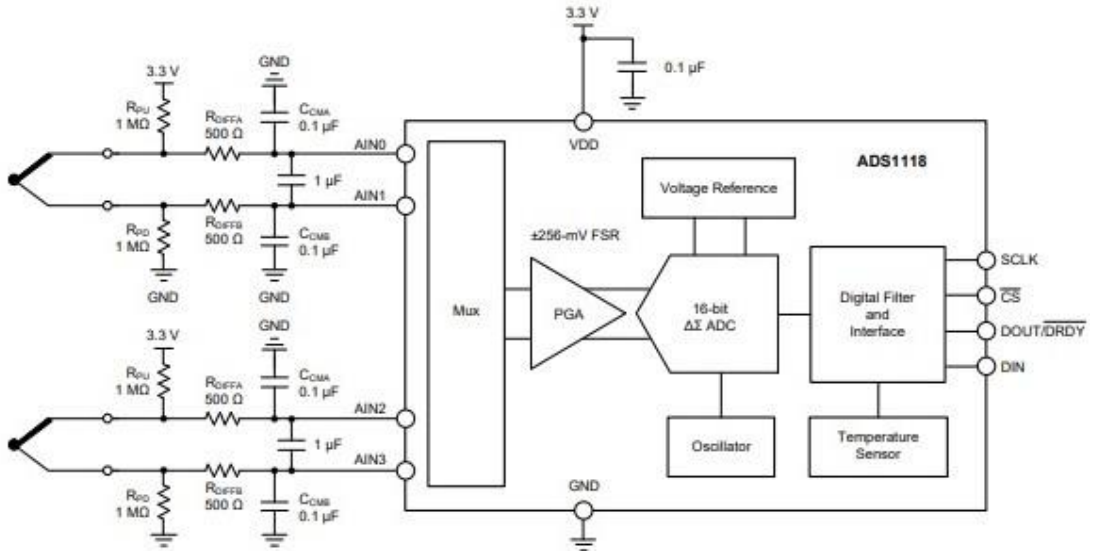 3.3 V
0.1 µF
VDD
GND
3.3 V
RPU
1 MΩ
RDIFFA
500 Ω
CCMA
0.1 µF
AIN0
1 µF
AIN1
RPD
1 MΩ
RDIFFB
500 Ω
CCMB
0.1 µF
GND
GND
ADS1118
Voltage Reference
±256-mV FSR
Mux
PGA
16-bit
ΔΣ ADC
Digital Filter
and
Interface
SCLK
CS
DOUT/DRDY
DIN
Oscillator
Temperature
Sensor
GND
GND
3.3 V
RPU
1 MΩ
RDIFFA
500 Ω
CCMA
0.1 µF
AIN2
1 µF
AIN3
RPD
1 MΩ
RDIFFB
500 Ω
CCMB
0.1 µF